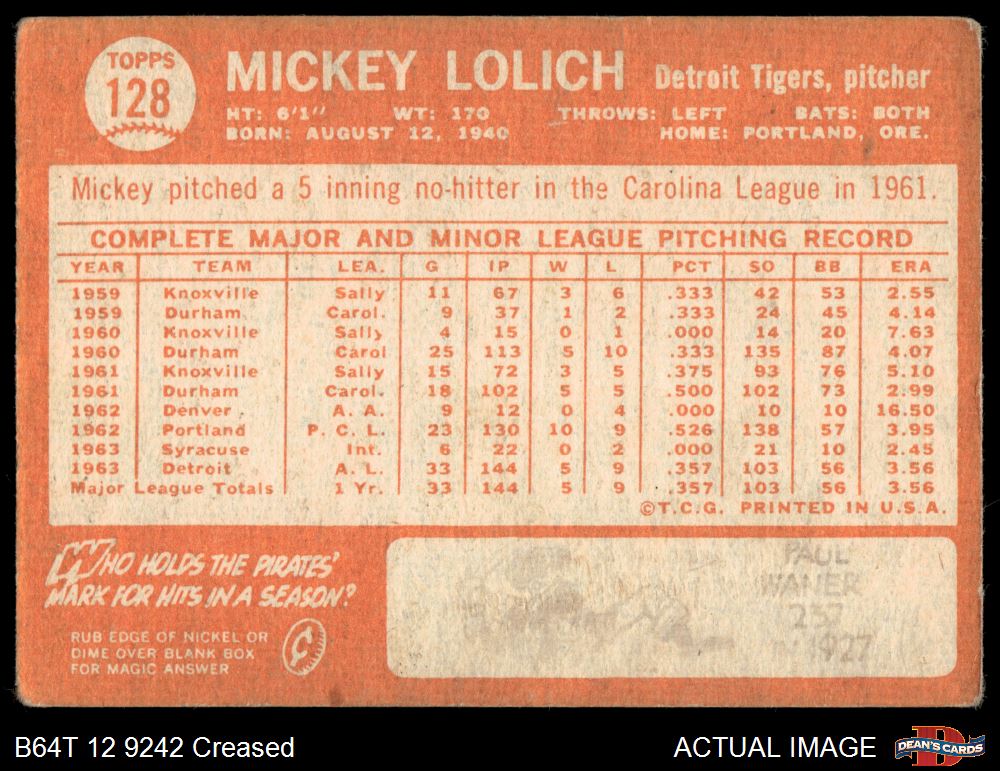 TOPPS
128
MICKEY LOLICH Detroit Tigers, pitcher
HT: 6'1" WT: 170 THROWS: LEFT BATS: BOTH
BORN: AUGUST 12, 1940 HOME: PORTLAND, ORE.
Mickey pitched a 5 inning no-hitter in the Carolina League in 1961.
COMPLETE MAJOR AND MINOR LEAGUE PITCHING RECORD
YEAR TEAM LEA. G IP W L PCT SO BB ERA
1959 Knoxville Sally 11 67 3 6 .333 42 53 2.55
1959 Durham Carol. 9 37 1 2 .333 24 45 4.14
1960 Knoxville Sally 4 15 0 1 .000 14 20 7.63
1960 Durham Carol 25 113 5 10 .333 135 87 4.07
1961 Knoxville Sally 15 72 3 5 .375 93 76 5.10
1961 Durham Carol. 18 102 5 5 .500 102 73 2.99
1962 Denver A. A. 9 12 0 4 .000 10 10 16.50
1962 Portland P. C. L. 23 130 10 9 .526 138 57 3.95
1963 Syracuse Int. 6 22 0 2 .000 21 10 2.45
1963 Detroit A. L. 33 144 5 9 .357 103 56 3.56
Major League Totals 1 Yr. 33 144 5 9 .357 103 56 3.56
©T.C.G. PRINTED IN U.S.A.
WHO HOLDS THE PIRATES'
MARK FOR HITS IN A SEASON?
RUB EDGE OF NICKEL OR
DIME OVER BLANK BOX
FOR MAGIC ANSWER
PAUL
WANER
237
1927
B64T 12 9242 Creased
ACTUAL IMAGE
DEAN'S CARDS